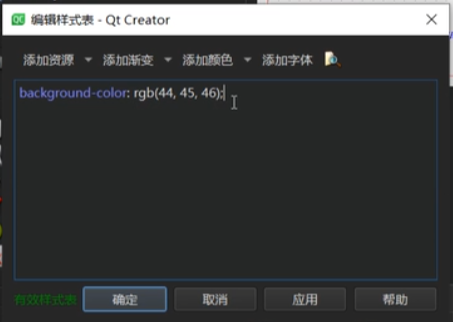 编辑样式表 - Qt Creator
添加资源 添加渐变 添加颜色 添加字体
background-color: rgb(44, 45, 46);
有效样式表 确定 取消 应用 帮助